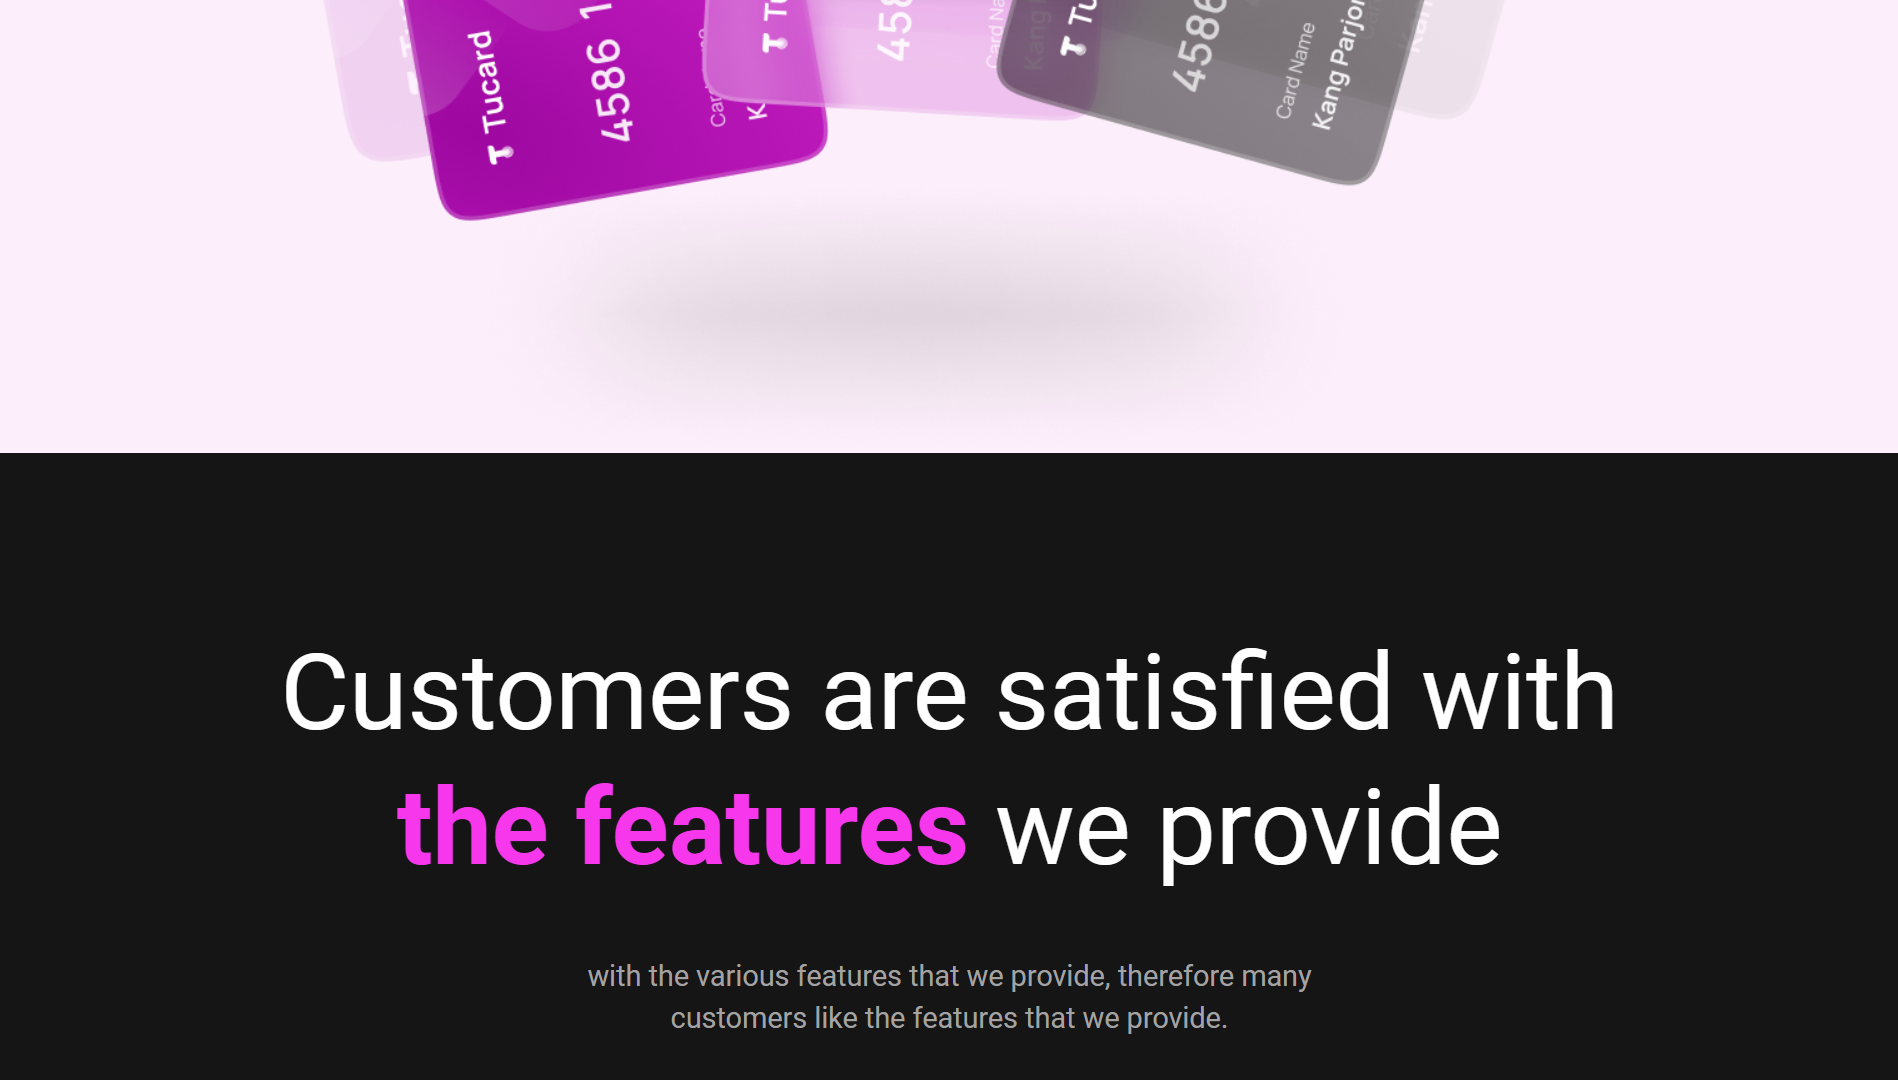 Tucard
4586 1
Tu
458
Card Na
Tu
4586
Card Name
Kang Parjo
Customers are satisfied with
the features we provide
with the various features that we provide, therefore many
customers like the features that we provide.